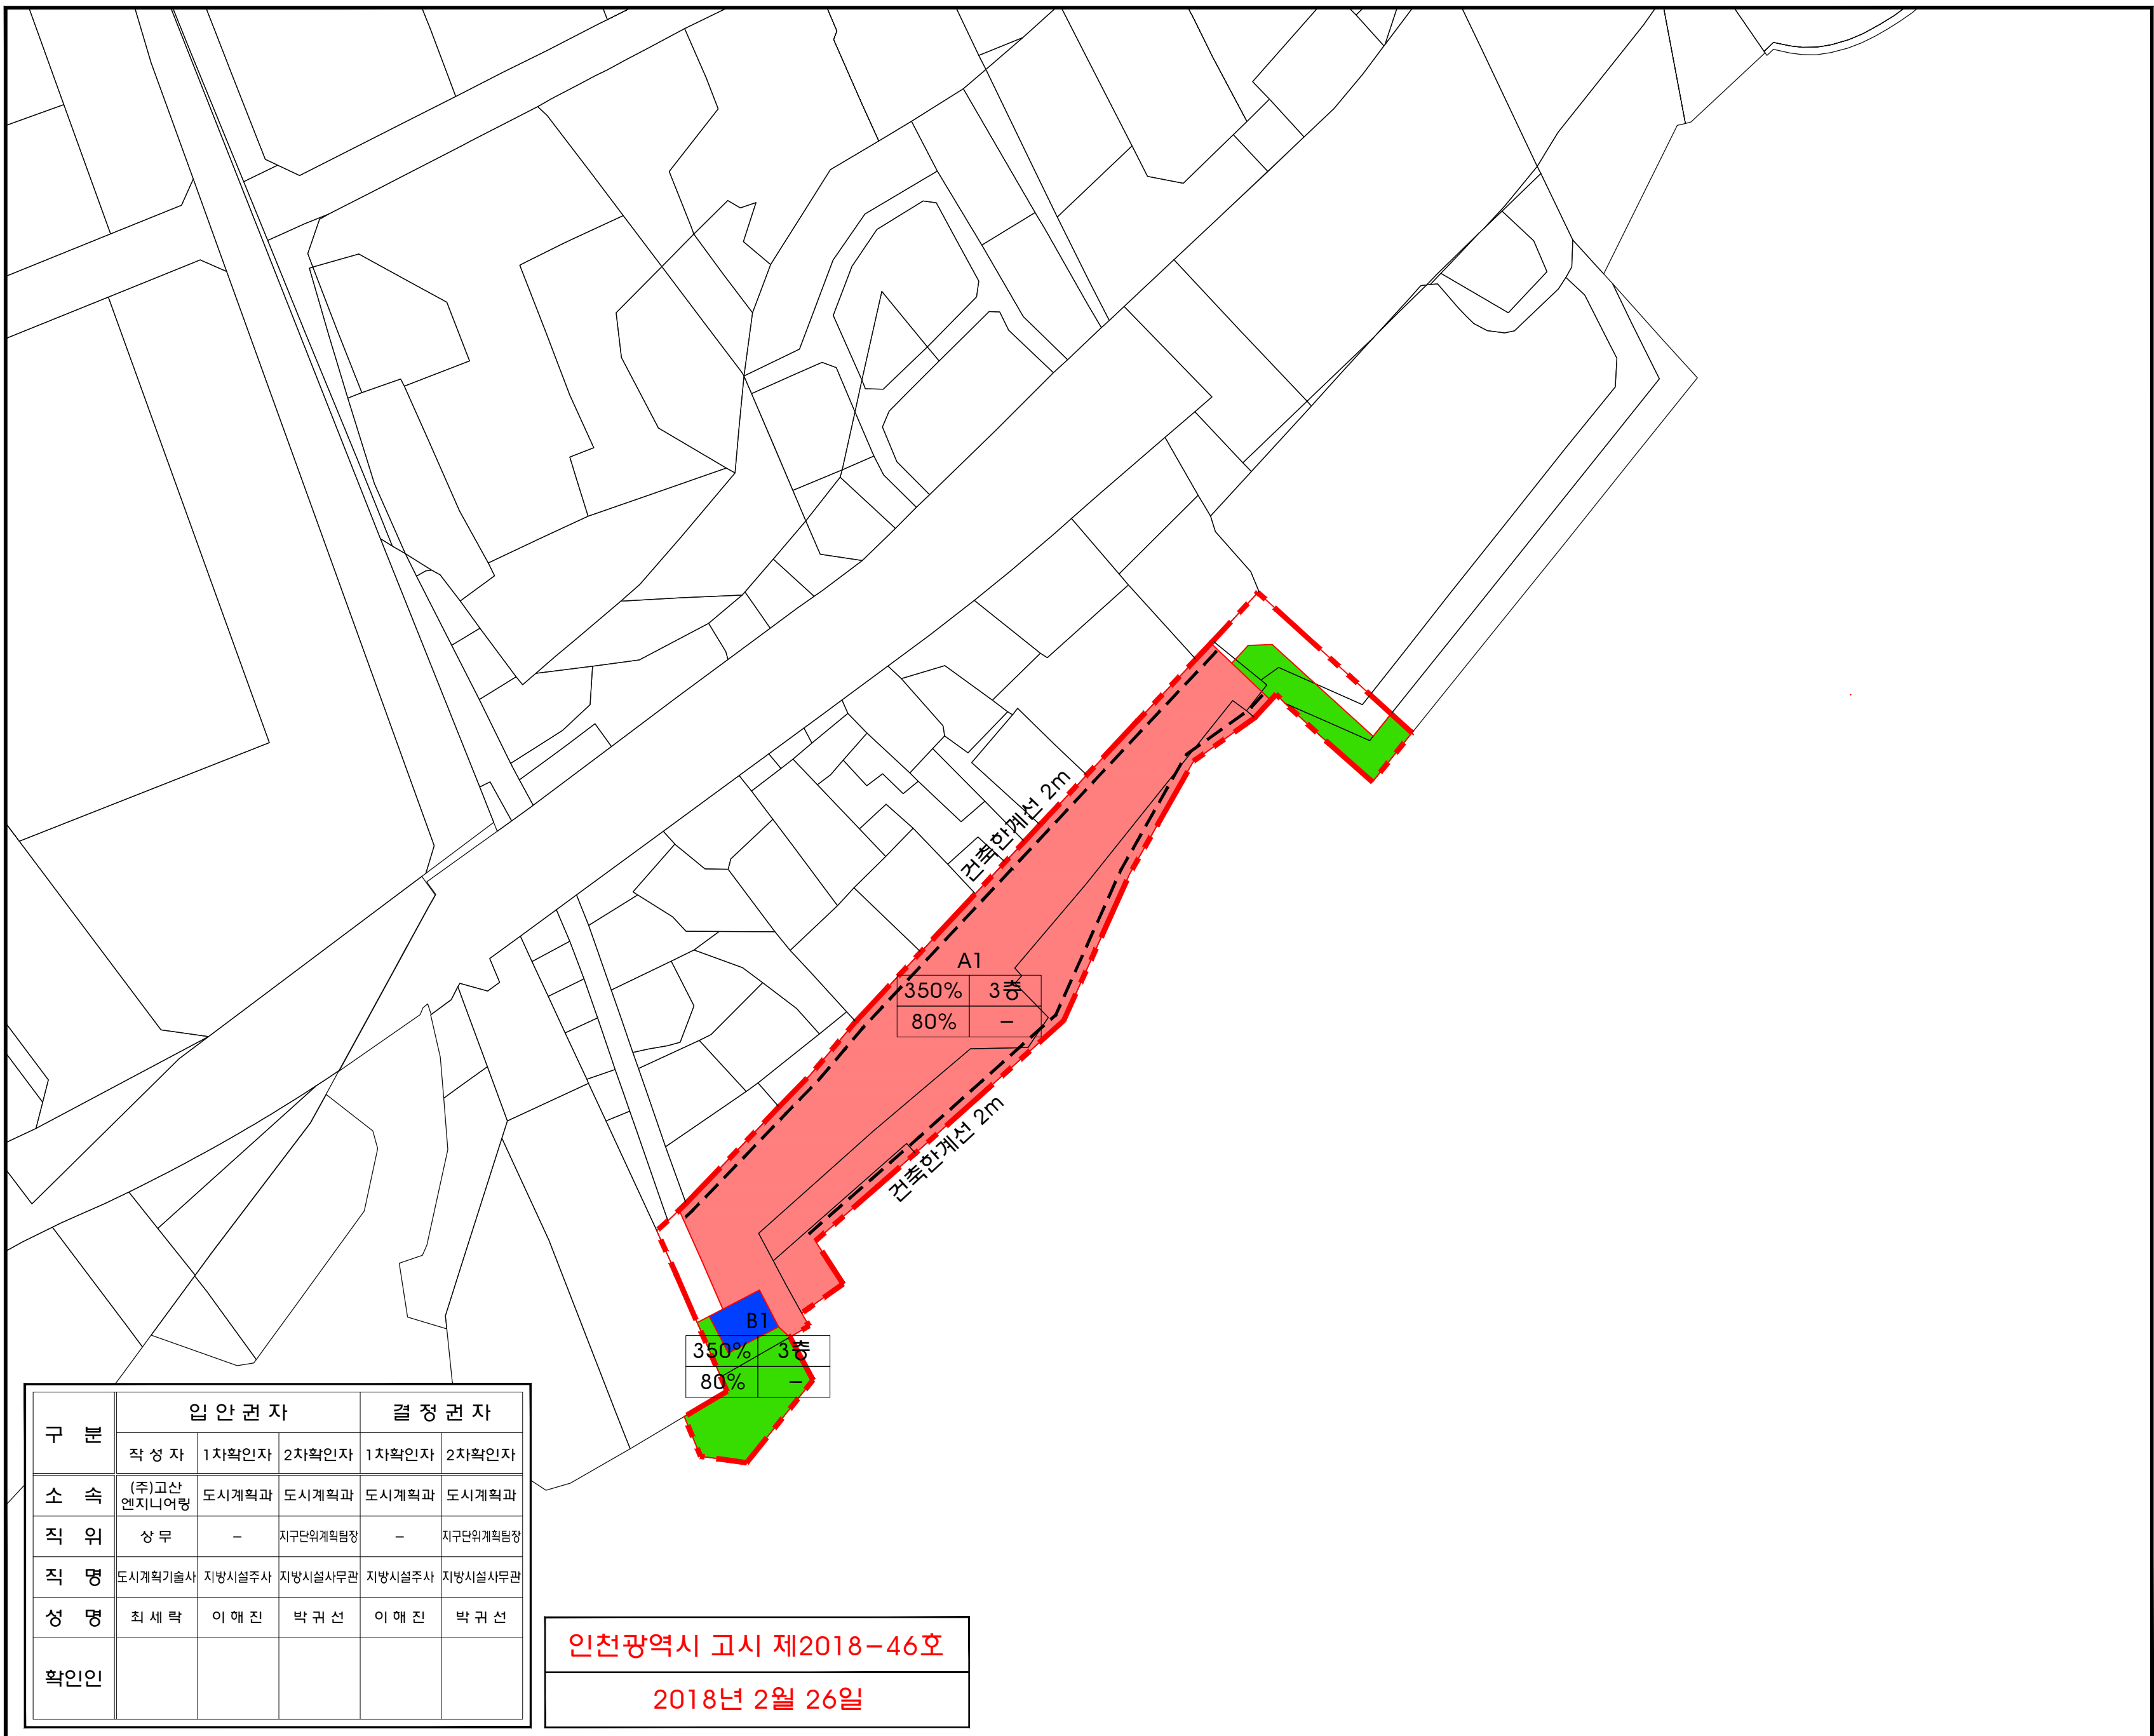 건축한계선 2m
A1
350% 3층
80% –
건축한계선 2m
B1
350% 3층
80% –
구 분 입 안 권 자 결 정 권 자
작 성 자 1차확인자 2차확인자 1차확인자 2차확인자
소 속 (주)고산 엔지니어링 도시계획과 도시계획과 도시계획과 도시계획과
직 위 상 무 – 지구단위계획팀장 – 지구단위계획팀장
직 명 도시계획기술사 지방시설주사 지방시설사무관 지방시설주사 지방시설사무관
성 명 최 세 락 이 해 진 박 귀 선 이 해 진 박 귀 선
확인인
인천광역시 고시 제2018–46호
2018년 2월 26일